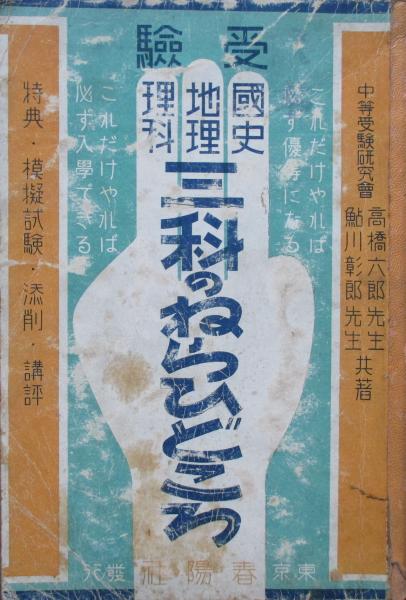 受驗
國史
地理
理科
三科のねらひどころ
これだけやれば
必ず優等になる
これだけやれば
必ず入學できる
中等受験研究會
高橋六郎先生
鮎川彰郎先生
共著
特典・模擬試験・添削・講評
東京春陽社發行